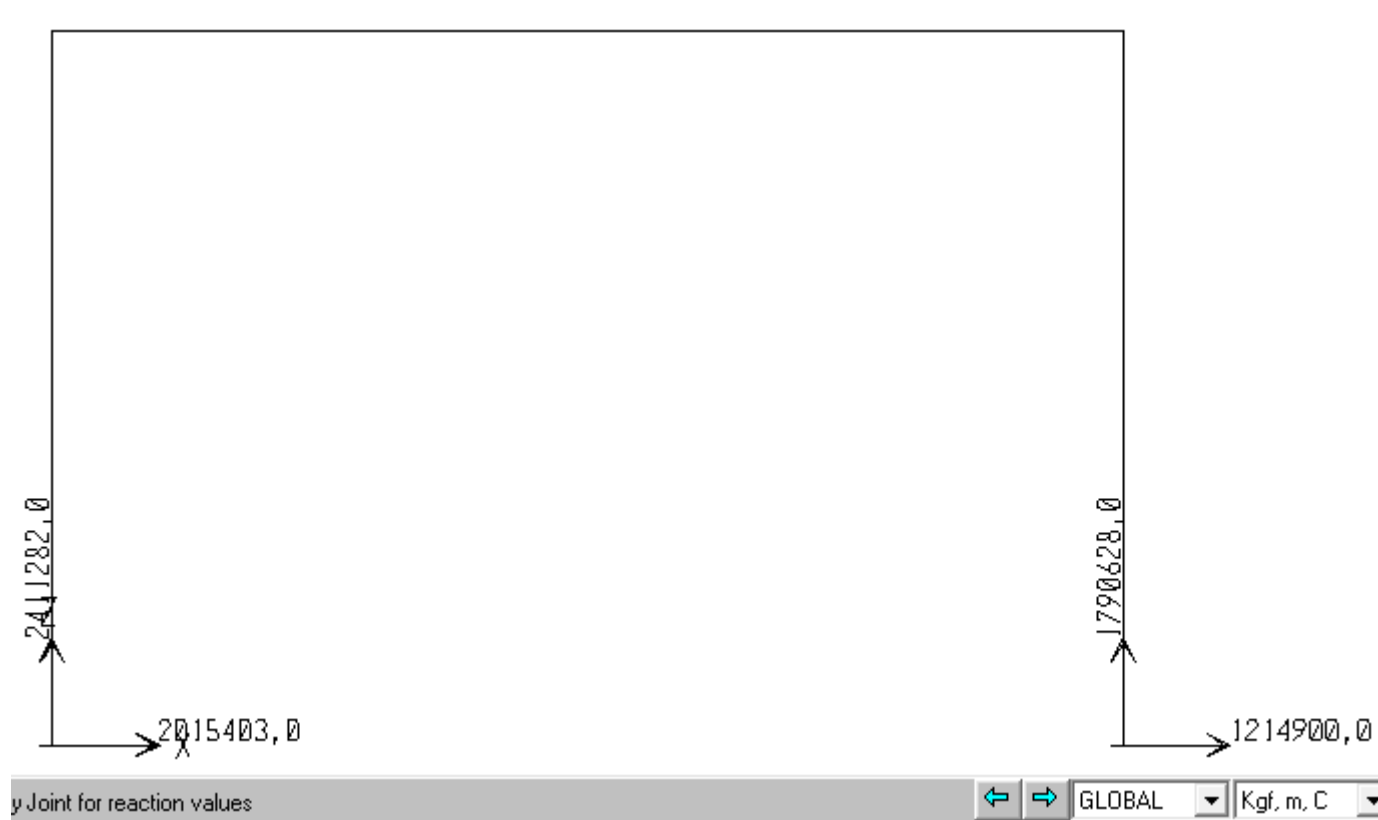 2411282,0
1790628,0
2015403,0
X
1214900,0
y Joint for reaction values
GLOBAL
Kgf, m, C